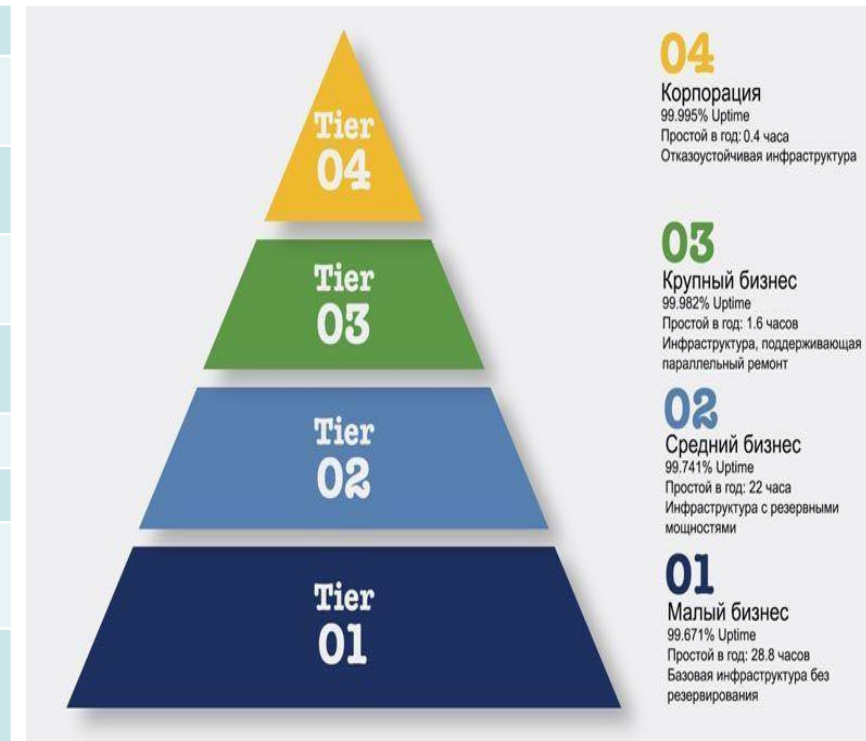 Tier
04
Tier
03
Tier
02
Tier
01
04
Корпорация
99.995% Uptime
Простой в год: 0.4 часа
Отказоустойчивая инфраструктура
03
Крупный бизнес
99.982% Uptime
Простой в год: 1.6 часов
Инфраструктура, поддерживающая
параллельный ремонт
02
Средний бизнес
99.741% Uptime
Простой в год: 22 часа
Инфраструктура с резервными
мощностями
01
Малый бизнес
99.671% Uptime
Простой в год: 28.8 часов
Базовая инфраструктура без
резервирования